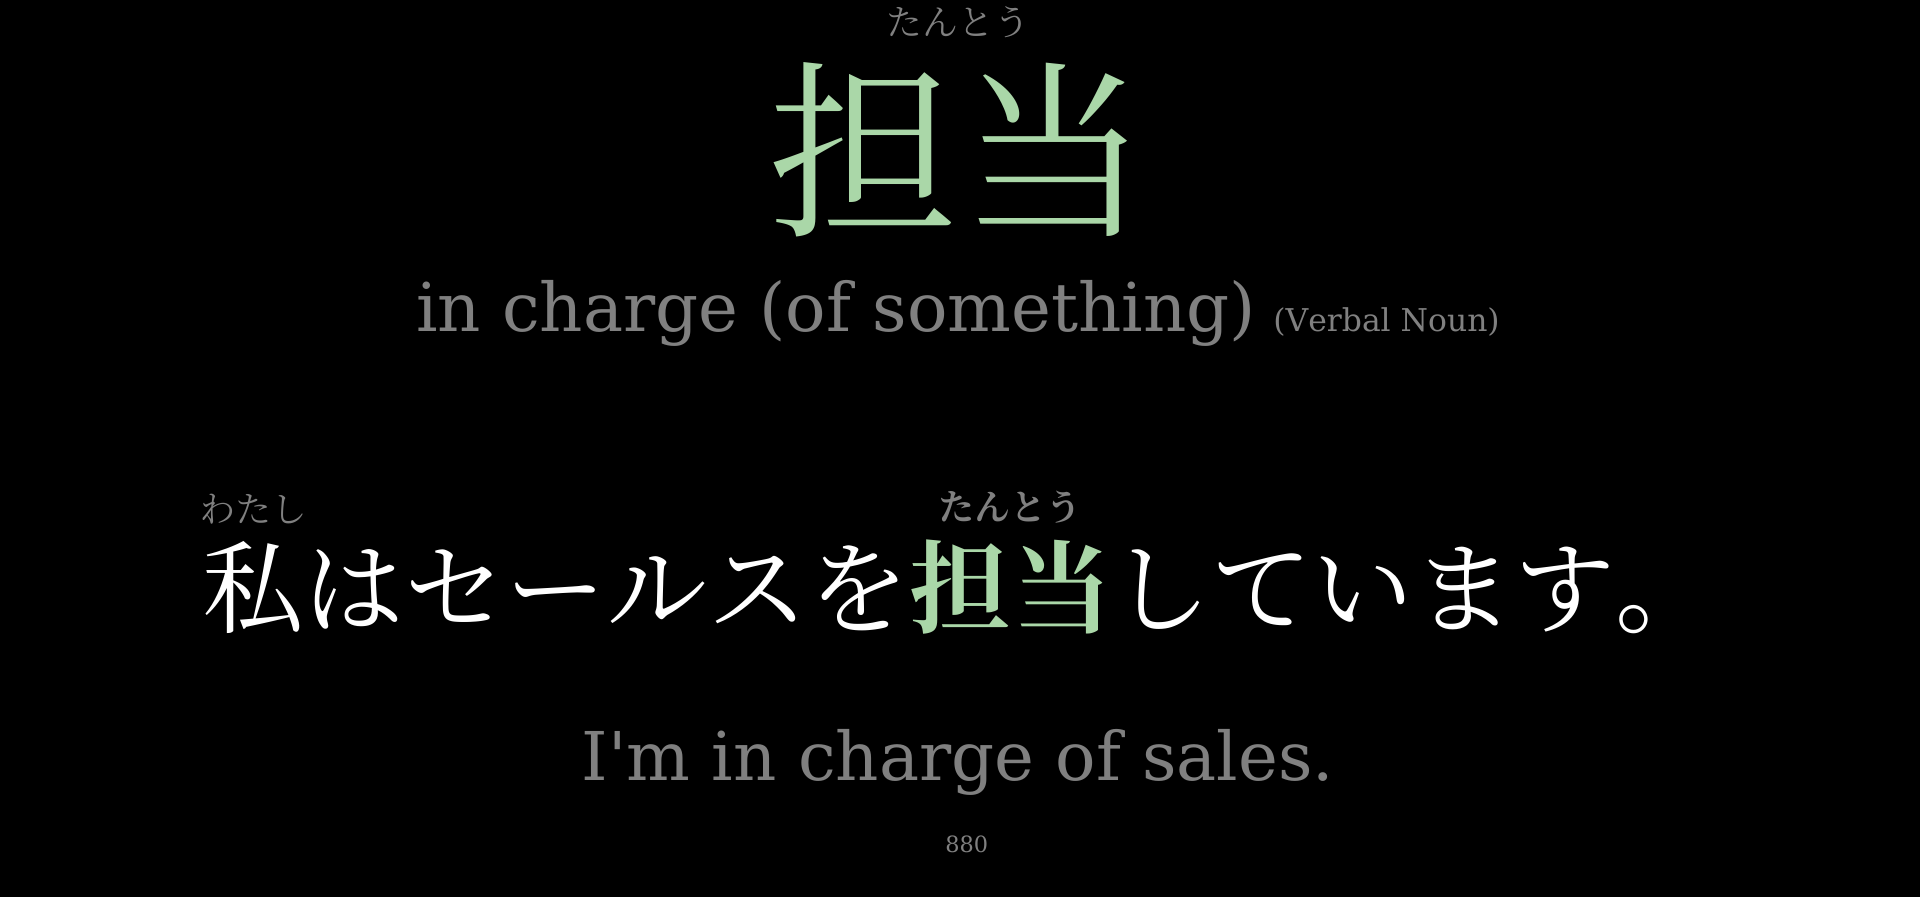 たんとう
担当
in charge (of something) (Verbal Noun)
わたし たんとう
私はセールスを担当しています。
I'm in charge of sales.
880